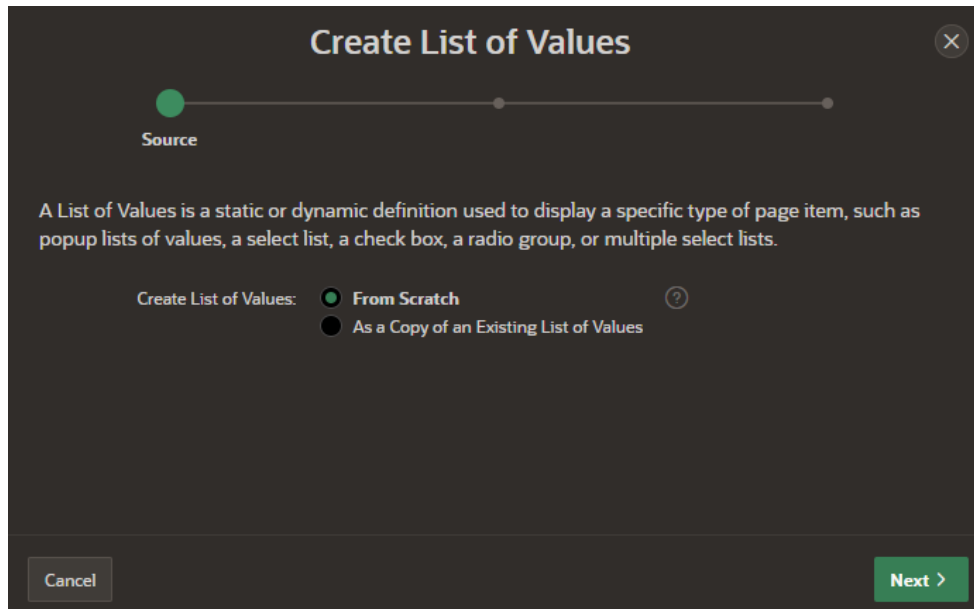 Create List of Values
Source
A List of Values is a static or dynamic definition used to display a specific type of page item, such as
popup lists of values, a select list, a check box, a radio group, or multiple select lists.
Create List of Values: From Scratch
As a Copy of an Existing List of Values
Cancel Next